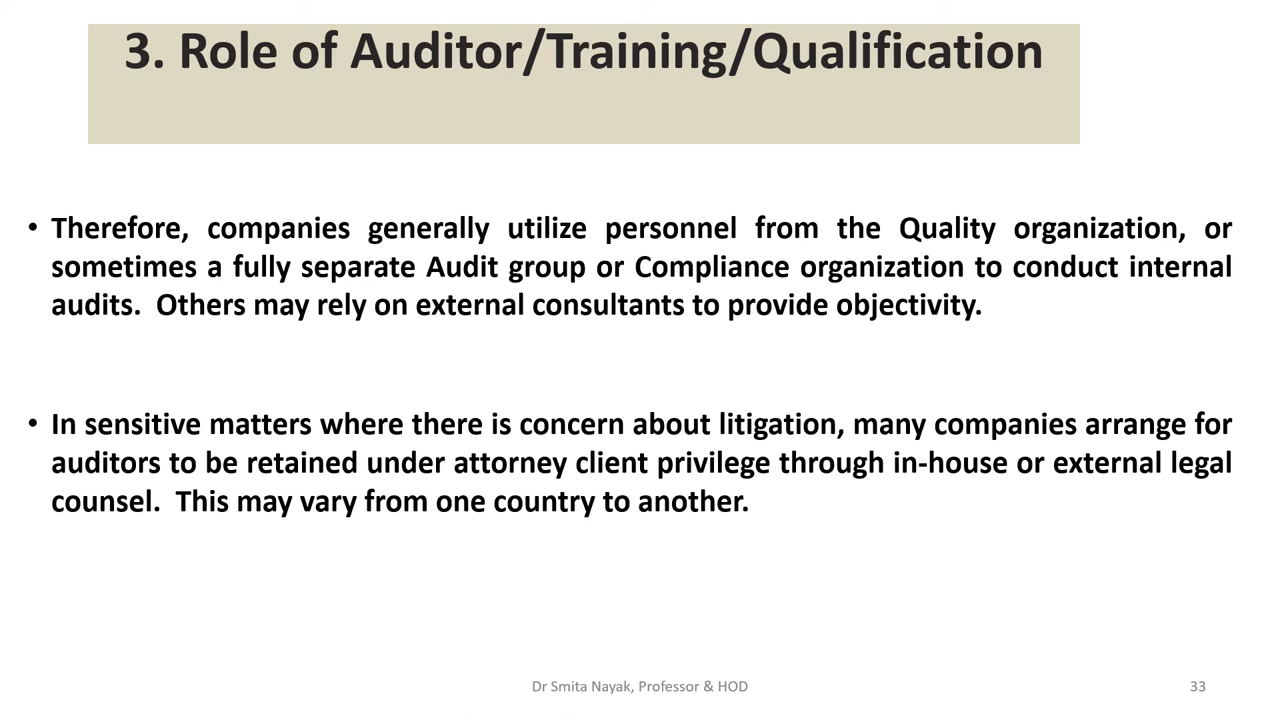 3. Role of Auditor/Training/Qualification
• Therefore, companies generally utilize personnel from the Quality organization, or
sometimes a fully separate Audit group or Compliance organization to conduct internal
audits.  Others may rely on external consultants to provide objectivity.
• In sensitive matters where there is concern about litigation, many companies arrange for
auditors to be retained under attorney client privilege through in-house or external legal
counsel.  This may vary from one country to another.
Dr Smita Nayak, Professor & HOD
33